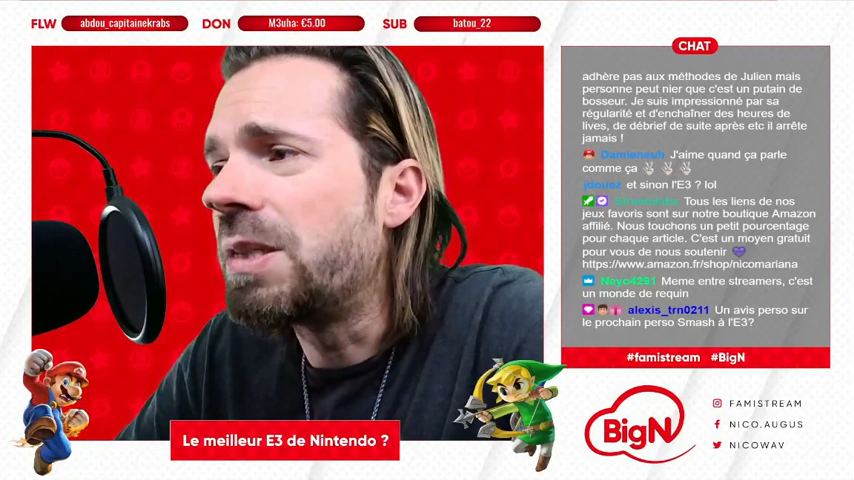 FLW abdou_capitainekrabs DON M3uha: €5.00 SUB batou_22
CHAT
adhère pas aux méthodes de Julien mais
personne peut nier que c'est un putain de
bosseur. Je suis impressionné par sa
régularité et d'enchaîner des heures de
lives, de débrief de suite après etc il arrête
jamais !
J'aime quand ça parle
comme ça
jdouez et sinon l'E3 ? lol
Tous les liens de nos
jeux favoris sont sur notre boutique Amazon
affilié. Nous touchons un petit pourcentage
pour chaque article. C'est un moyen gratuit
pour vous de nous soutenir
https://www.amazon.fr/shop/nicomariana
Neyo4291 Meme entre streamers, c'est
un monde de requin
alexis_trn0211 Un avis perso sur
le prochain perso Smash à l'E3?
#famistream #BigN
Le meilleur E3 de Nintendo ?
BigN
FAMISTREAM
NICO.AUGUS
NICOWAV